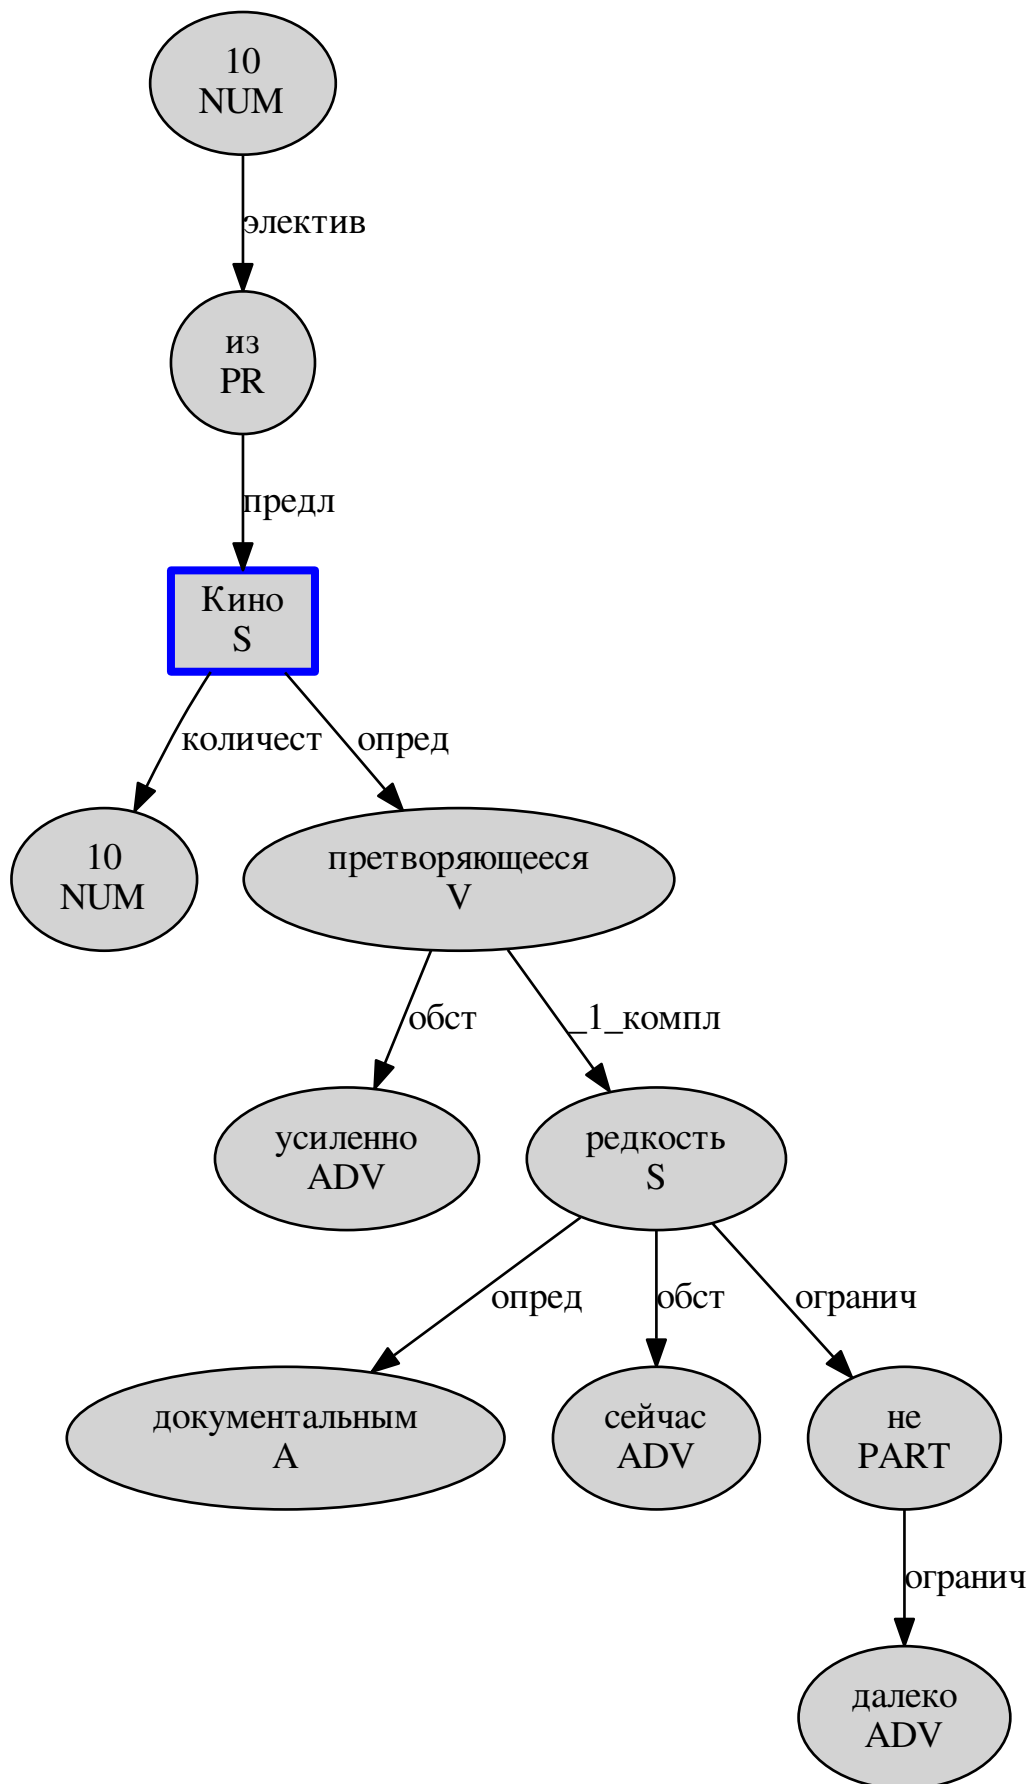 10
NUM
электив
из
PR
предл
Кино
S
количест
опред
10
NUM
претворяющееся
V
обст
_1_компл
усиленно
ADV
редкость
S
опред
обст
огранич
документальным
A
сейчас
ADV
не
PART
огранич
далеко
ADV